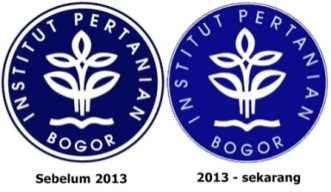 INSTITUT PERTANIAN
BOGOR
INSTITUT PERTANIAN
BOGOR
Sebelum 2013
2013 - sekarang